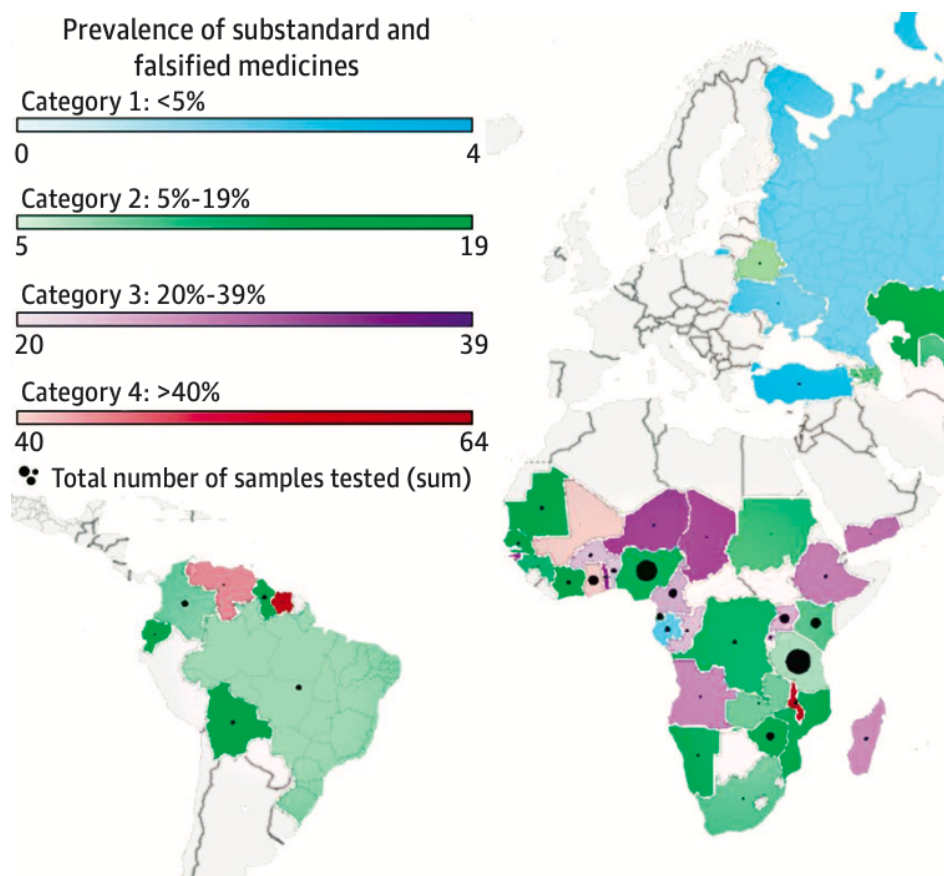 Prevalence of substandard and
falsified medicines
Category 1: <5%
0 4
Category 2: 5%-19%
5 19
Category 3: 20%-39%
20 39
Category 4: >40%
40 64
Total number of samples tested (sum)